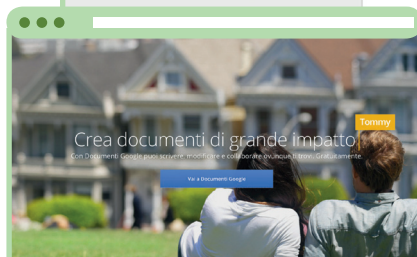 Tommy
Crea documenti di grande impatto
Con Documenti Google puoi scrivere, modificare e collaborare ovunque ti trovi. Gratuitamente.
Vai a Documenti Google